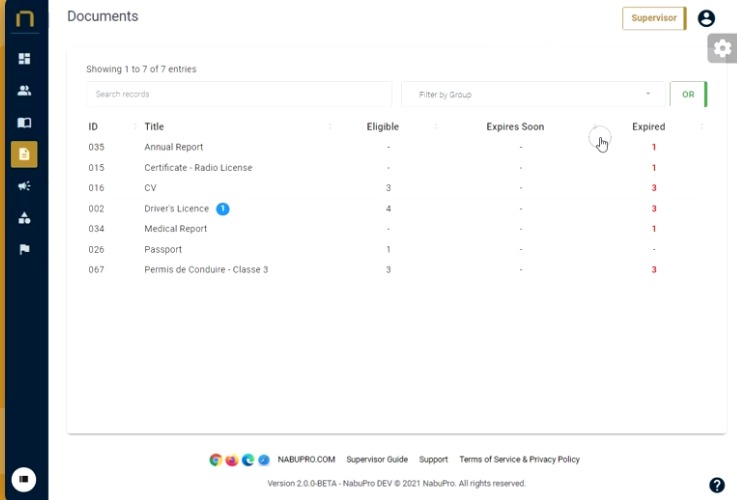 Documents
Supervisor
Showing 1 to 7 of 7 entries
Search records
Filter by Group
OR
ID Title Eligible Expires Soon Expired
035 Annual Report - - 1
015 Certificate - Radio License - - 1
016 CV 3 - 3
002 Driver's Licence 1 4 - 3
034 Medical Report - - 1
026 Passport 1 - -
067 Permis de Conduire - Classe 3 3 - 3
NABUPRO.COM Supervisor Guide Support Terms of Service & Privacy Policy
Version 2.0.0-BETA - NabuPro DEV © 2021 NabuPro. All rights reserved.